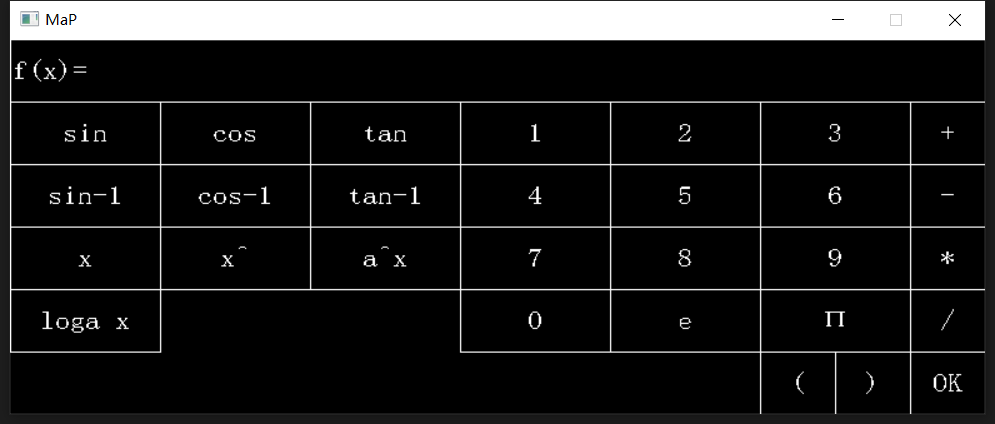 MaP
f(x)=
sin cos tan 1 2 3 +
sin-1 cos-1 tan-1 4 5 6 -
x x^ a^x 7 8 9 *
loga x 0 e Π /
( ) OK